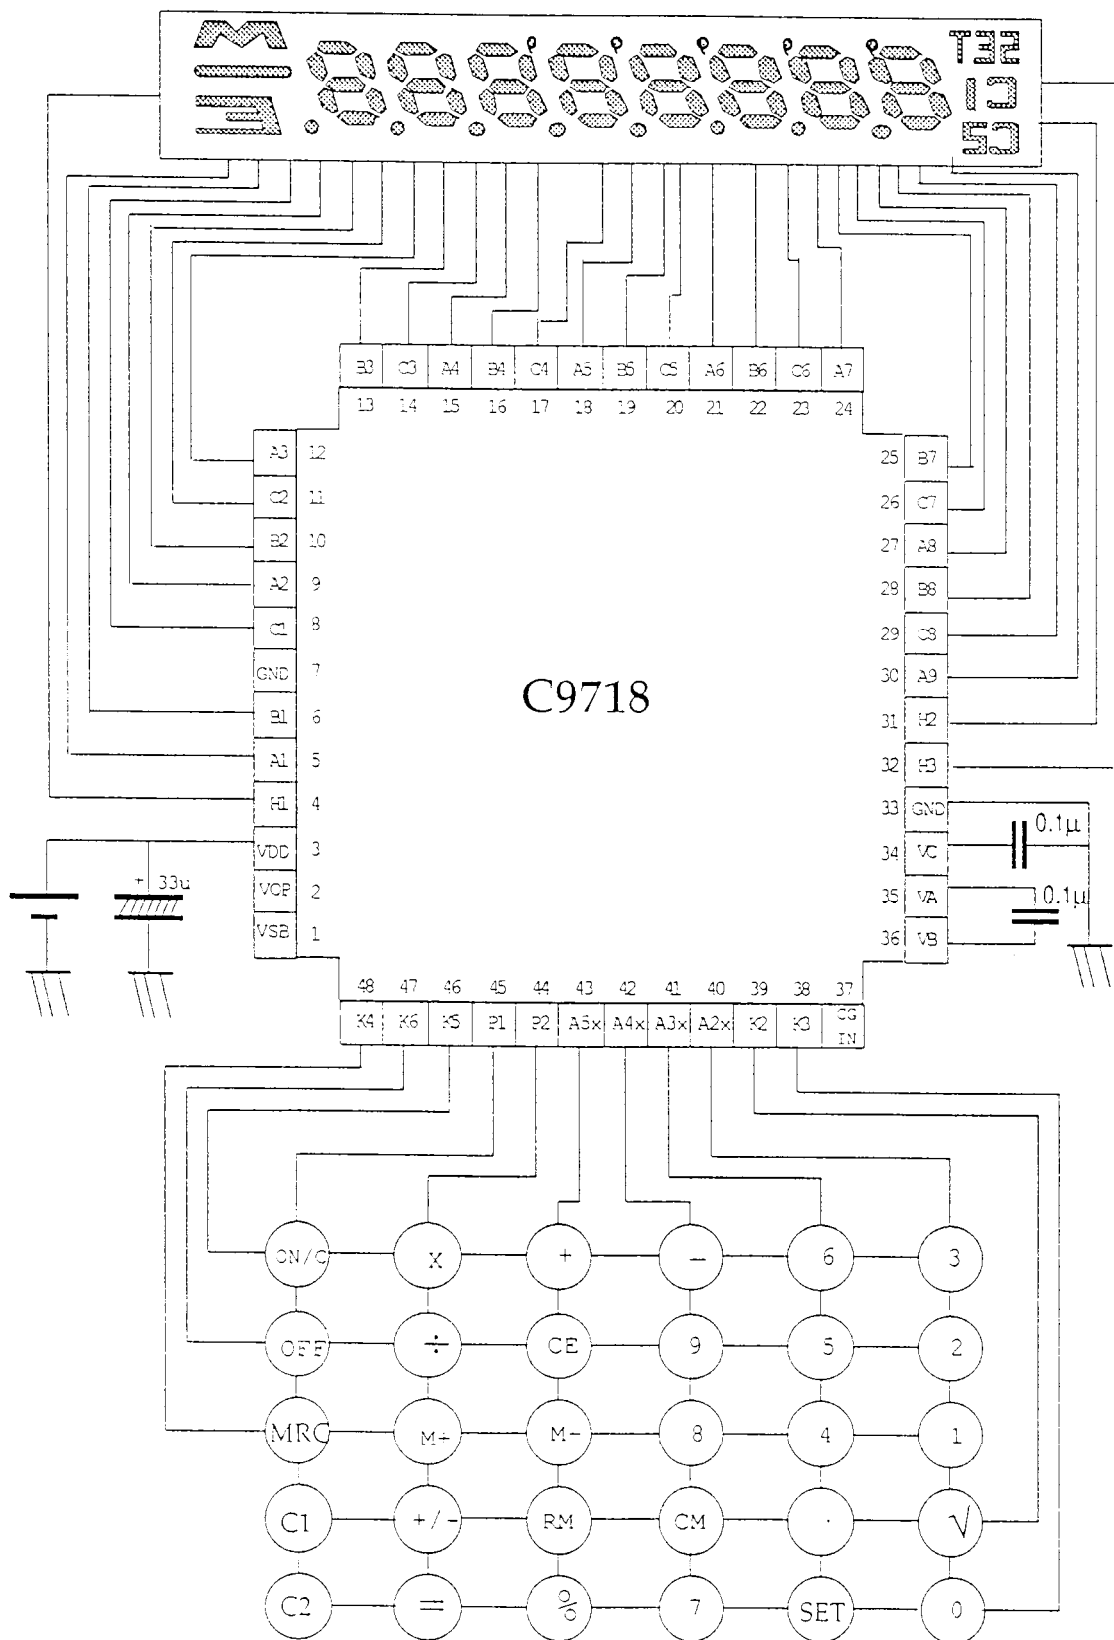 M
E
SET
C1
C2
B3 C3 A4 B4 C4 A5 B5 C5 A6 B6 C6 A7
13 14 15 16 17 18 19 20 21 22 23 24
A3 12
C2 11
B2 10
A2 9
C1 8
GND 7
B1 6
A1 5
H1 4
VDD 3
VCP 2
VSB 1
C9718
25 B7
26 C7
27 A8
28 B8
29 C8
30 A9
31 H2
32 H3
33 GND
34 VC
35 VA
36 VB
0.1μ
0.1μ
+ 33u
48 47 46 45 44 43 42 41 40 39 38 37
K4 K6 K5 P1 P2 A5x A4x A3x A2x K2 K3 CG IN
ON/C X + − 6 3
OFF ÷ CE 9 5 2
MRC M+ M- 8 4 1
C1 +/- RM CM . √
C2 = % 7 SET 0